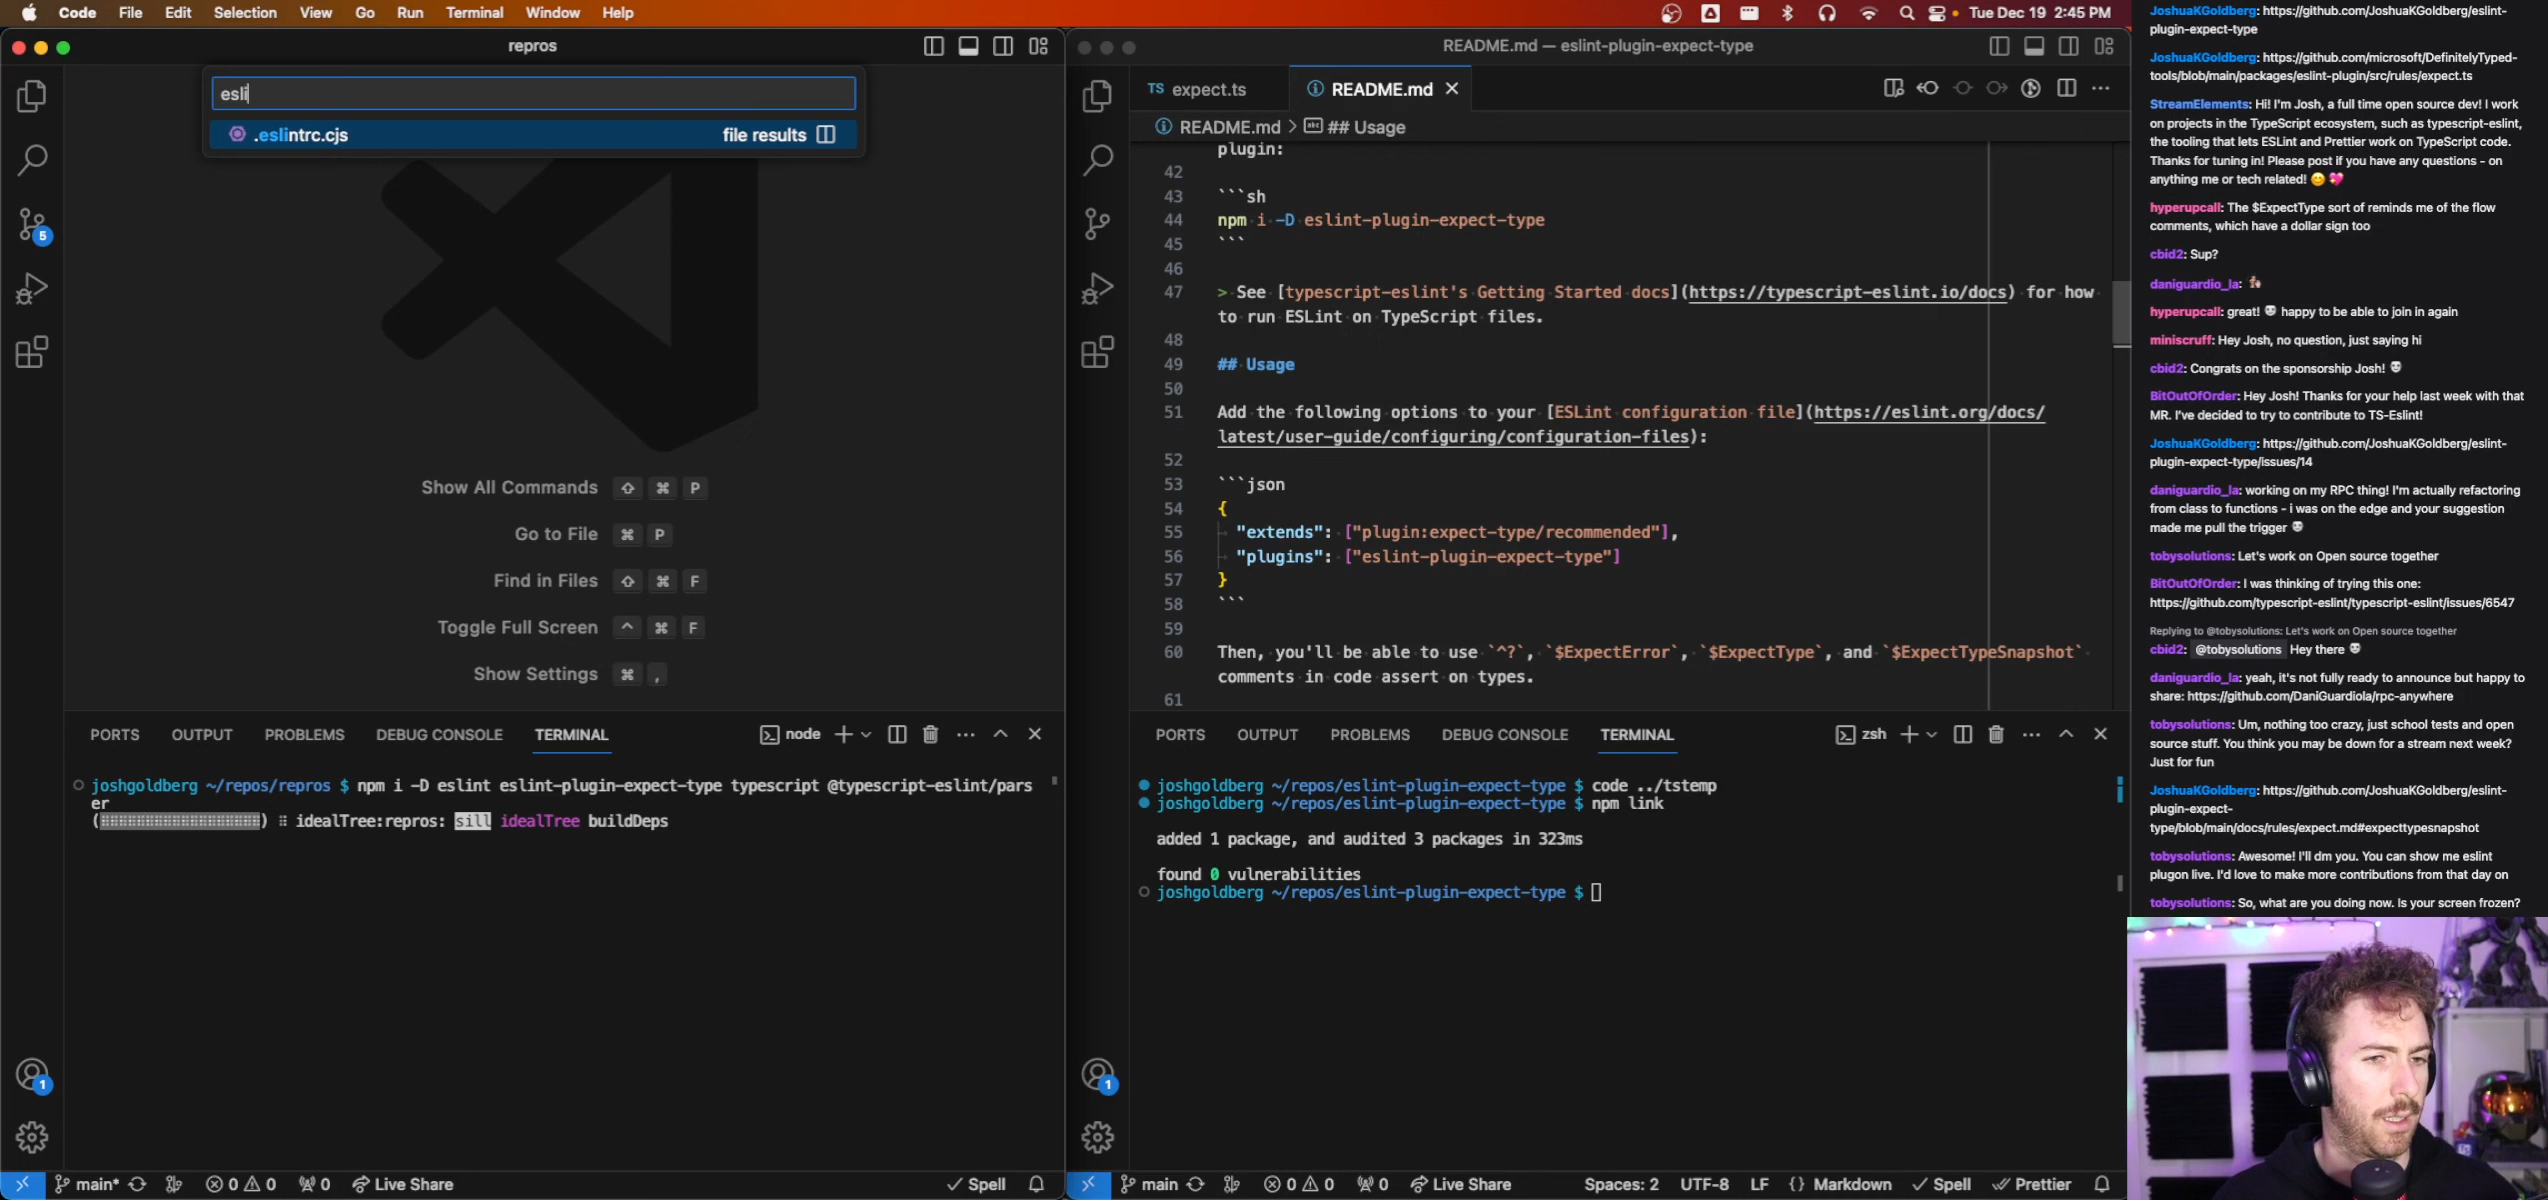 Code File Edit Selection View Go Run Terminal Window Help
Tue Dec 19 2:45 PM
repros
esli
.eslintrc.cjs file results
Show All Commands ⇧ ⌘ P
Go to File ⌘ P
Find in Files ⇧ ⌘ F
Toggle Full Screen ^ ⌘ F
Show Settings ⌘ ,
5
PORTS OUTPUT PROBLEMS DEBUG CONSOLE TERMINAL node
joshgoldberg ~/repos/repros $ npm i -D eslint eslint-plugin-expect-type typescript @typescript-eslint/pars
er
(⠿⠿⠿⠿⠿⠿⠿⠿⠿⠿⠿⠿⠿⠿⠿⠿⠿⠿) ⠸ idealTree:repros: sill idealTree buildDeps
1
main* 0 0 0 Live Share Spell
README.md — eslint-plugin-expect-type
TS expect.ts README.md
README.md > ## Usage
plugin:
42
43 ```sh
44 npm i -D eslint-plugin-expect-type
45 ```
46
47 > See [typescript-eslint's Getting Started docs](https://typescript-eslint.io/docs) for how
to run ESLint on TypeScript files.
48
49 ## Usage
50
51 Add the following options to your [ESLint configuration file](https://eslint.org/docs/
latest/user-guide/configuring/configuration-files):
52
53 ```json
54 {
55 "extends": ["plugin:expect-type/recommended"],
56 "plugins": ["eslint-plugin-expect-type"]
57 }
58 ```
59
60 Then, you'll be able to use `^?`, `$ExpectError`, `$ExpectType`, and `$ExpectTypeSnapshot`
comments in code assert on types.
61
PORTS OUTPUT PROBLEMS DEBUG CONSOLE TERMINAL zsh
joshgoldberg ~/repos/eslint-plugin-expect-type $ code ../tstemp
joshgoldberg ~/repos/eslint-plugin-expect-type $ npm link
added 1 package, and audited 3 packages in 323ms
found 0 vulnerabilities
joshgoldberg ~/repos/eslint-plugin-expect-type $
1
main 0 0 0 Live Share Spaces: 2 UTF-8 LF {} Markdown Spell Prettier
JoshuaKGoldberg: https://github.com/JoshuaKGoldberg/eslint-
plugin-expect-type
JoshuaKGoldberg: https://github.com/microsoft/DefinitelyTyped-
tools/blob/main/packages/eslint-plugin/src/rules/expect.ts
StreamElements: Hi! I'm Josh, a full time open source dev! I work
on projects in the TypeScript ecosystem, such as typescript-eslint,
the tooling that lets ESLint and Prettier work on TypeScript code.
Thanks for tuning in! Please post if you have any questions - on
anything me or tech related! 😊 💖
hyperupcall: The $ExpectType sort of reminds me of the flow
comments, which have a dollar sign too
cbid2: Sup?
daniguardio_la:
hyperupcall: great! happy to be able to join in again
miniscruff: Hey Josh, no question, just saying hi
cbid2: Congrats on the sponsorship Josh!
BitOutOfOrder: Hey Josh! Thanks for your help last week with that
MR. I've decided to try to contribute to TS-Eslint!
JoshuaKGoldberg: https://github.com/JoshuaKGoldberg/eslint-
plugin-expect-type/issues/14
daniguardio_la: working on my RPC thing! I'm actually refactoring
from class to functions - i was on the edge and your suggestion
made me pull the trigger
tobysolutions: Let's work on Open source together
BitOutOfOrder: I was thinking of trying this one:
https://github.com/typescript-eslint/typescript-eslint/issues/6547
Replying to @tobysolutions: Let's work on Open source together
cbid2: @tobysolutions Hey there
daniguardio_la: yeah, it's not fully ready to announce but happy to
share: https://github.com/DaniGuardiola/rpc-anywhere
tobysolutions: Um, nothing too crazy, just school tests and open
source stuff. You think you may be down for a stream next week?
Just for fun
JoshuaKGoldberg: https://github.com/JoshuaKGoldberg/eslint-
plugin-expect-
type/blob/main/docs/rules/expect.md#expecttypesnapshot
tobysolutions: Awesome! I'll dm you. You can show me eslint
plugon live. I'd love to make more contributions from that day on
tobysolutions: So, what are you doing now. Is your screen frozen?